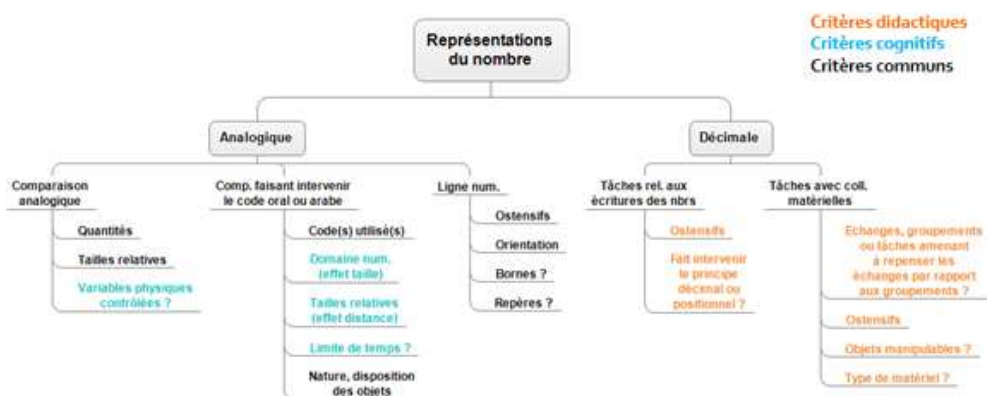 Représentations
du nombre
Critères didactiques
Critères cognitifs
Critères communs
Analogique
Décimale
Comparaison
analogique
Quantités
Tailles relatives
Variables physiques
contrôlées ?
Comp. faisant intervenir
le code oral ou arabe
Code(s) utilisé(s)
Domaine num.
(effet taille)
Tailles relatives
(effet distance)
Limite de temps ?
Nature, disposition
des objets
Ligne num.
Ostensifs
Orientation
Bornes ?
Repères ?
Tâches rel. aux
écritures des nbrs
Ostensifs
Fait intervenir
le principe
décimal ou
positionnel ?
Tâches avec coll.
matérielles
Echanges, groupements
ou tâches amenant
à repenser les
échanges par rapport
aux groupements ?
Ostensifs
Objets manipulables ?
Type de matériel ?